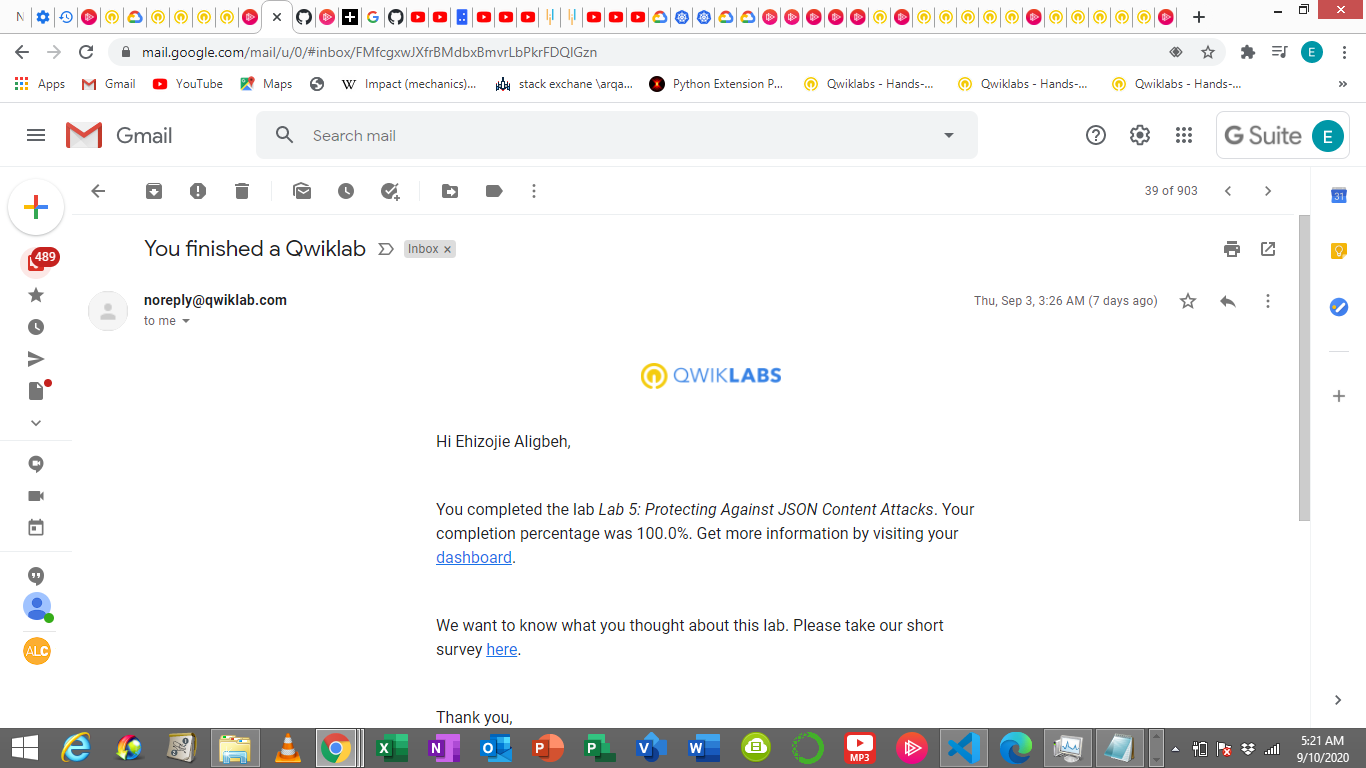 mail.google.com/mail/u/0/#inbox/FMfcgxwJXfrBMdbxBmvrLbPkrFDQlGzn
E
Apps
Gmail
YouTube
Maps
W Impact (mechanics)...
stack exchane \arqa...
Python Extension P...
Qwiklabs - Hands-...
Qwiklabs - Hands-...
Qwiklabs - Hands-...
»
Gmail
Search mail
G Suite
E
39 of 903
31
You finished a Qwiklab
Inbox x
489
noreply@qwiklab.com
Thu, Sep 3, 3:26 AM (7 days ago)
to me
QWIKLABS
Hi Ehizojie Aligbeh,
You completed the lab Lab 5: Protecting Against JSON Content Attacks. Your
completion percentage was 100.0%. Get more information by visiting your
dashboard.
We want to know what you thought about this lab. Please take our short
survey here.
ALC
Thank you,
MP3
5:21 AM
9/10/2020